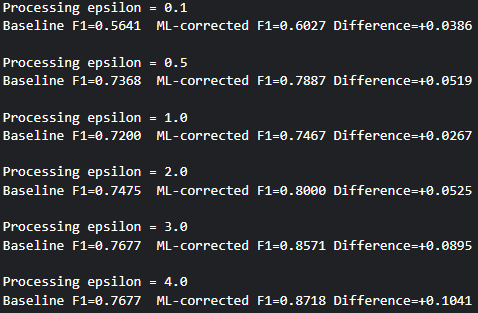 Processing epsilon = 0.1
Baseline F1=0.5641  ML-corrected F1=0.6027 Difference=+0.0386
Processing epsilon = 0.5
Baseline F1=0.7368  ML-corrected F1=0.7887 Difference=+0.0519
Processing epsilon = 1.0
Baseline F1=0.7200  ML-corrected F1=0.7467 Difference=+0.0267
Processing epsilon = 2.0
Baseline F1=0.7475  ML-corrected F1=0.8000 Difference=+0.0525
Processing epsilon = 3.0
Baseline F1=0.7677  ML-corrected F1=0.8571 Difference=+0.0895
Processing epsilon = 4.0
Baseline F1=0.7677  ML-corrected F1=0.8718 Difference=+0.1041